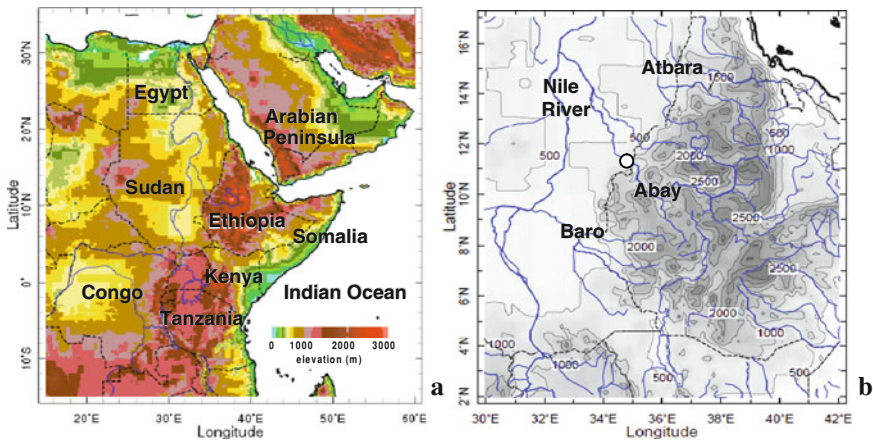 30°N
20°N
10°N
0°
10°S
Latitude
20°E
30°E
40°E
50°E
60°E
Longitude
Egypt
Arabian
Peninsula
Sudan
Ethiopia
Somalia
Kenya
Congo
Indian Ocean
Tanzania
0 1000 2000 3000
elevation (m)
a
16°N
14°N
12°N
11°N
10°N
8°N
6°N
4°N
2°N
Latitude
30°E
32°E
34°E
36°E
38°E
40°E
42°E
Longitude
Atbara
1500
Nile
River
500
500
500
1000
2000
2500
Abay
Baro
2500
2000
2500
2000
1000
1000
1000
500
500
b